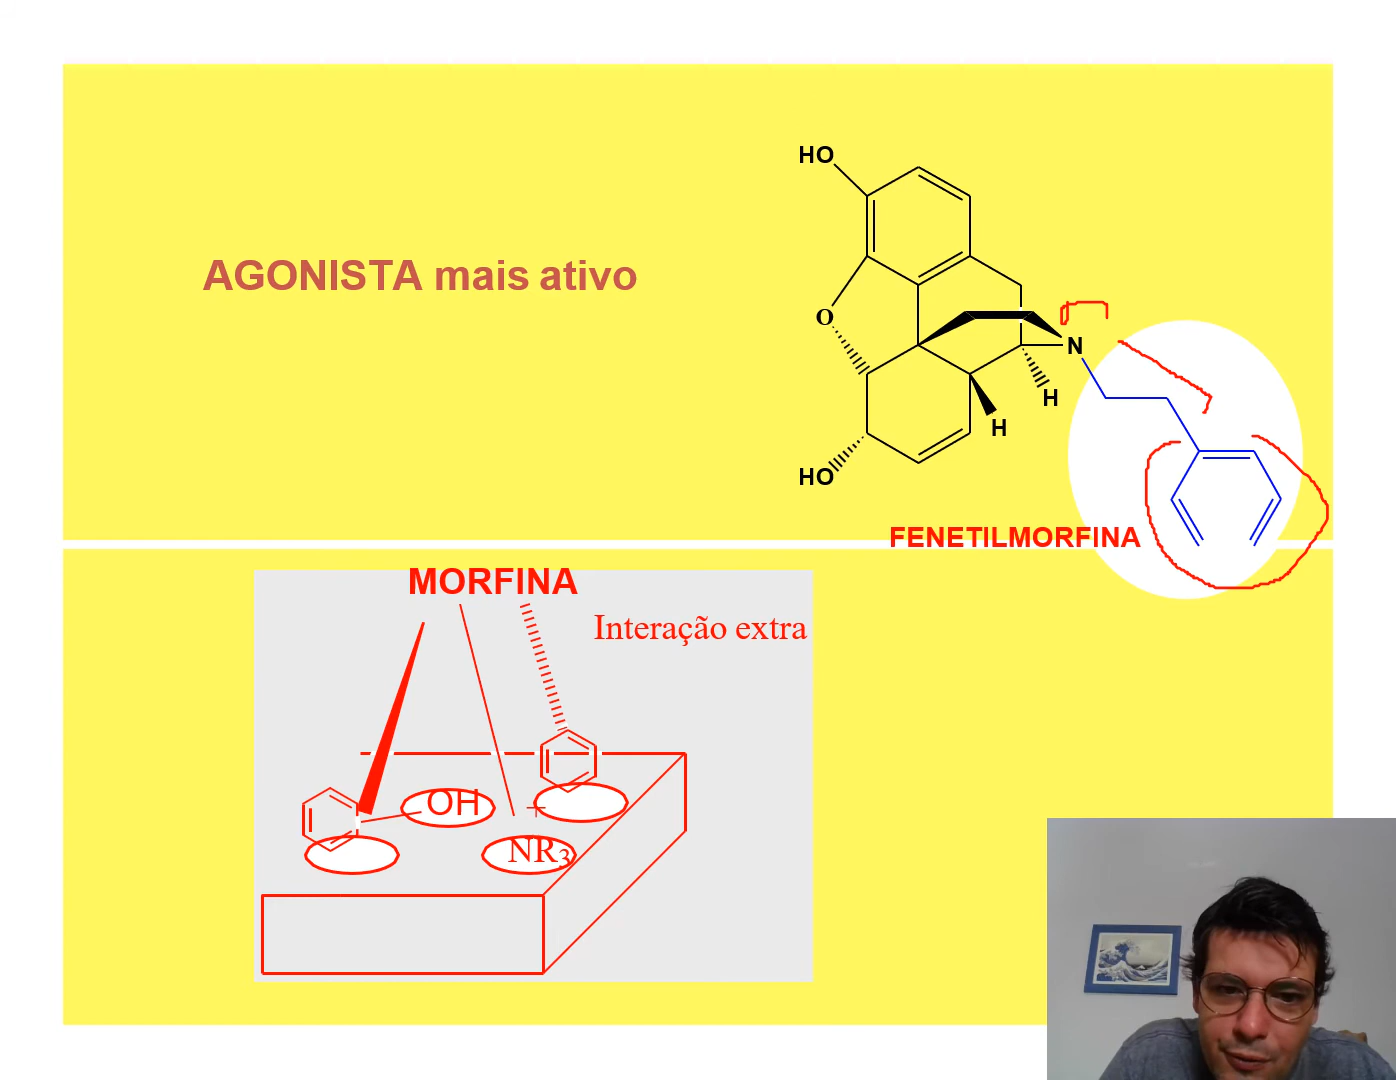 HO
AGONISTA mais ativo
O
N
H
H
HO
FENETILMORFINA
MORFINA
Interação extra
OH
+
NR3